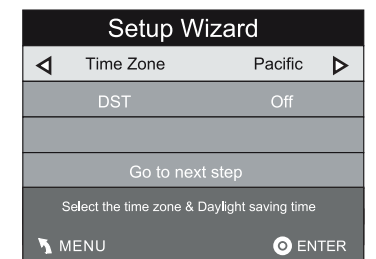 Setup Wizard
Time Zone Pacific
DST Off
Go to next step
Select the time zone & Daylight saving time
MENU ENTER